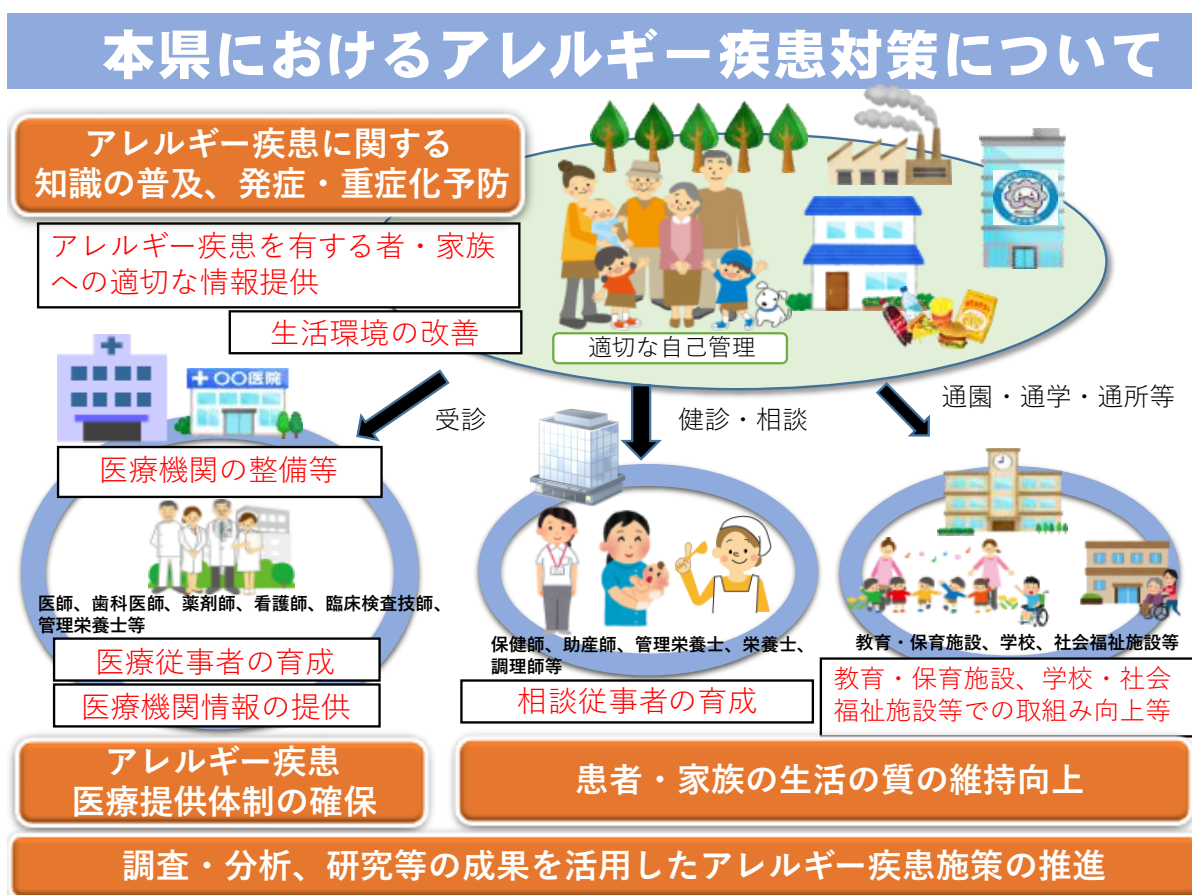 本県におけるアレルギー疾患対策について
アレルギー疾患に関する
知識の普及、発症・重症化予防
アレルギー疾患を有する者・家族
への適切な情報提供
生活環境の改善
適切な自己管理
受診
健診・相談
通園・通学・通所等
〇〇医院
医療機関の整備等
医師、歯科医師、薬剤師、看護師、臨床検査技師、
管理栄養士等
医療従事者の育成
医療機関情報の提供
保健師、助産師、管理栄養士、栄養士、
調理師等
相談従事者の育成
教育・保育施設、学校、社会福祉施設等
教育・保育施設、学校・社会
福祉施設等での取組み向上等
アレルギー疾患
医療提供体制の確保
患者・家族の生活の質の維持向上
調査・分析、研究等の成果を活用したアレルギー疾患施策の推進